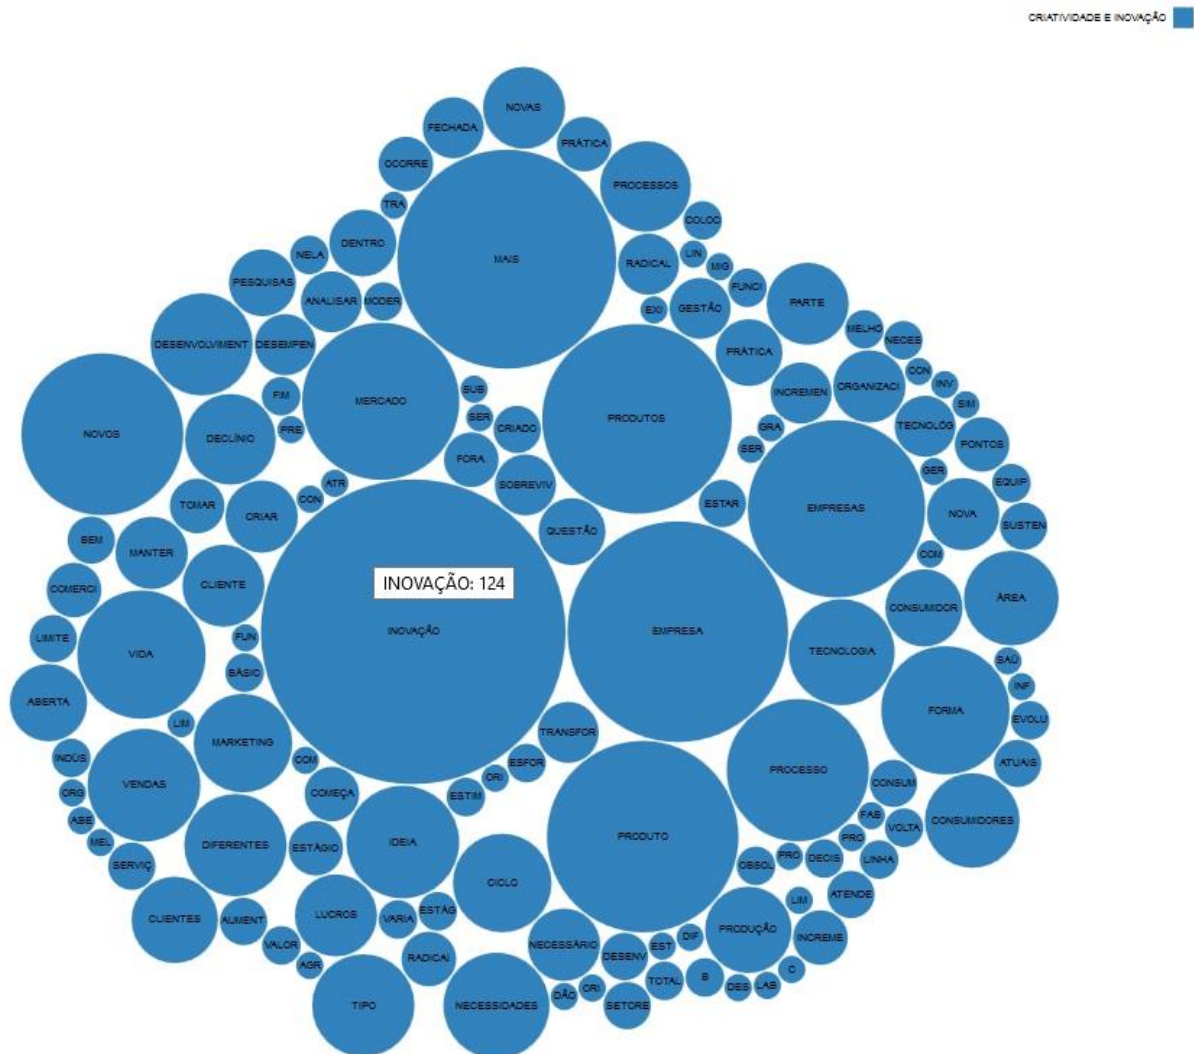 CRIATIVIDADE E INOVAÇÃO
NOVAS
FECHADA
PRÁTICA
OCORRE
PROCESSOS
TRA
COLOC
DENTRO
NELA
LIN
MAIS
RADICAL
MIG
PESQUISAS
FUNCI
ANALISAR
MODER
PARTE
EXI
GESTÃO
MELHO
NECES
DESENVOLVIMENT
DESEMPEN
PRÁTICA
CON
INV
SUB
FIM
MERCADO
INCREMEN
ORGANIZACI
SIM
SER
PRODUTOS
GRA
TECNOLÓG
CRIADO
PRE
NOVOS
DECLÍNIO
SER
PONTOS
FORA
GER
ATR
SOBREVIV
EQUIP
CON
TOMAR
ESTAR
EMPRESAS
NOVA
CRIAR
SUSTEN
QUESTÃO
BEM
MANTER
COM
INOVAÇÃO: 124
CLIENTE
COMERCI
ÁREA
CONSUMIDOR
INOVAÇÃO
EMPRESA
FUN
LIMITE
VIDA
TECNOLOGIA
SAÚ
BÁSIC
INF
ABERTA
FORMA
EVOLU
LIM
TRANSFOR
MARKETING
INDÚS
COM
ESFOR
ATUAIS
PROCESSO
ORI
CONSUM
VENDAS
ORG
COMEÇA
ESTIM
FAB
ABE
CONSUMIDORES
VOLTA
PRODUTO
PRO
MEL
IDEIA
DIFERENTES
ESTÁGIO
PRO
DECIS
LINHA
SERVIÇ
OBSOL
CICLO
ATENDE
LIM
ESTÁG
LUCROS
VARIA
CLIENTES
AUMENT
PRODUÇÃO
DIF
INCREME
VALOR
NECESSÁRIO
EST
DESENV
RADICAI
AGR
C
B
TOTAL
LAB
DES
ORI
DÃO
TIPO
NECESSIDADES
SETORE